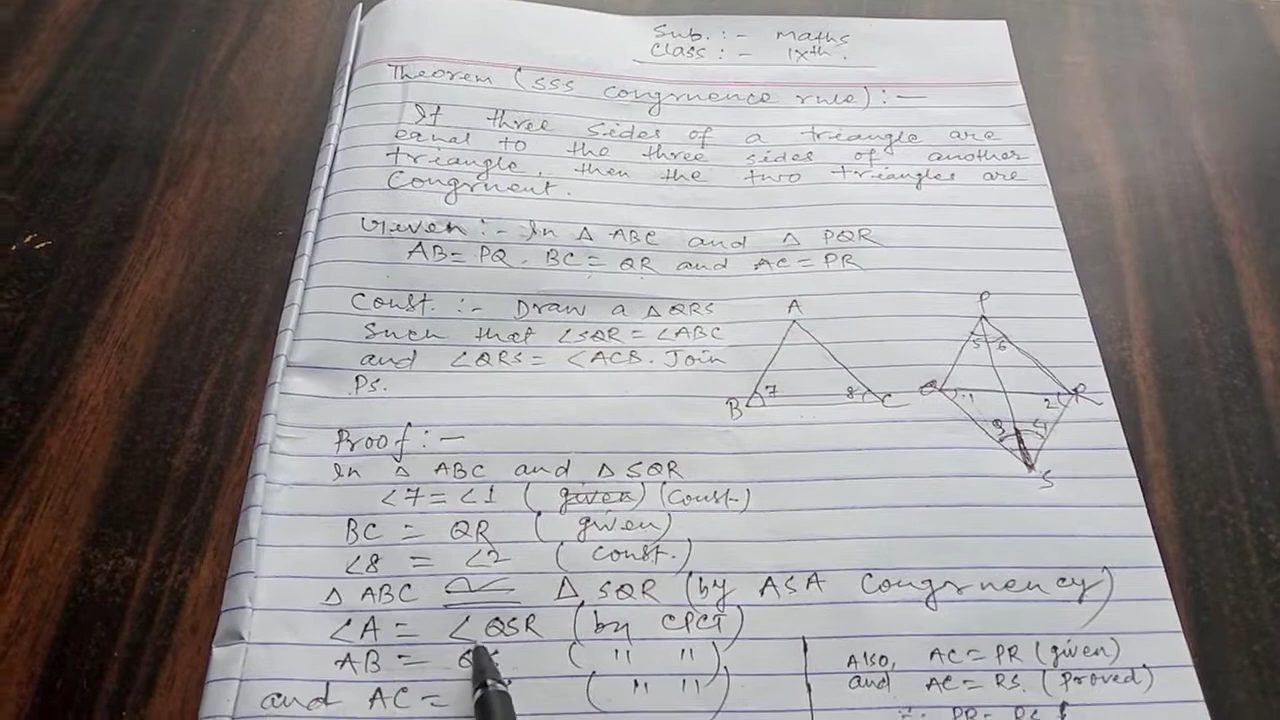 Sub. :- Maths
Class :- IXth.
Theorem (SSS congruence rule) :-
If three sides of a triangle are
equal to the three sides of another
triangle, then the two triangles are
Congruent.
Given :- In Δ ABC and Δ PQR
AB = PQ. BC = QR and AC = PR
Const. :- Draw a Δ QRS
Such that ∠SQR = ∠ABC
and ∠QRS = ∠ACB. Join
PS.
A
B
7
8
C
P
5 6
Q
1
2
R
3 4
S
Proof :-
In Δ ABC and Δ SQR
∠7 = ∠1 (given) (Const.)
BC = QR (given)
∠8 = ∠2 (Const.)
Δ ABC ≅ Δ SQR (by ASA Congruency)
∠A = ∠QSR (by CPCT)
AB = (" ")
and AC = (" ")
Also, AC = PR (given)
and AC = RS. (Proved)
∴ PR = RS